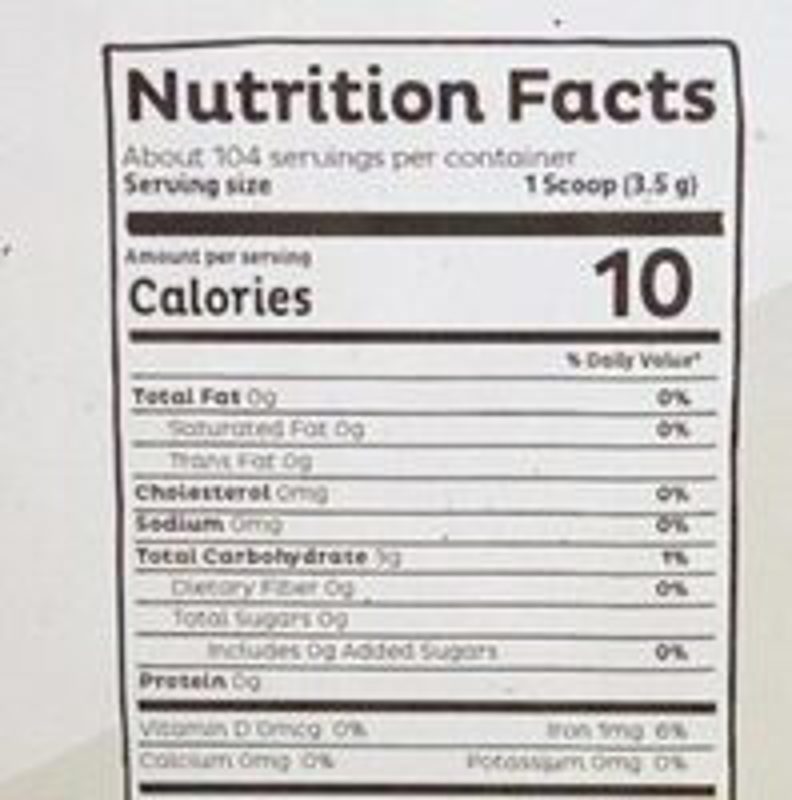 Nutrition Facts
About 104 servings per container
Serving size 1 Scoop (3.5 g)
Amount per serving
Calories 10
% Daily Value*
Total Fat 0g 0%
Saturated Fat 0g 0%
Trans Fat 0g
Cholesterol 0mg 0%
Sodium 0mg 0%
Total Carbohydrate 3g 1%
Dietary Fiber 0g 0%
Total Sugars 0g
Includes 0g Added Sugars 0%
Protein 0g
Vitamin D 0mcg 0% Iron 1mg 6%
Calcium 0mg 0% Potassium 0mg 0%